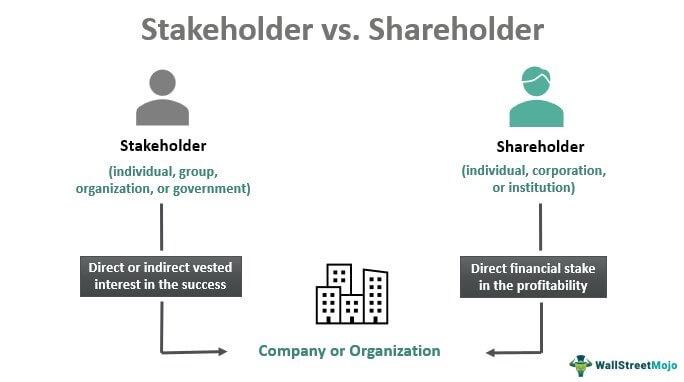 Stakeholder vs. Shareholder
Stakeholder
(individual, group,
organization, or government)
Shareholder
(individual, corporation,
or institution)
Direct or indirect vested
interest in the success
Direct financial stake
in the profitability
Company or Organization
WallStreetMojo